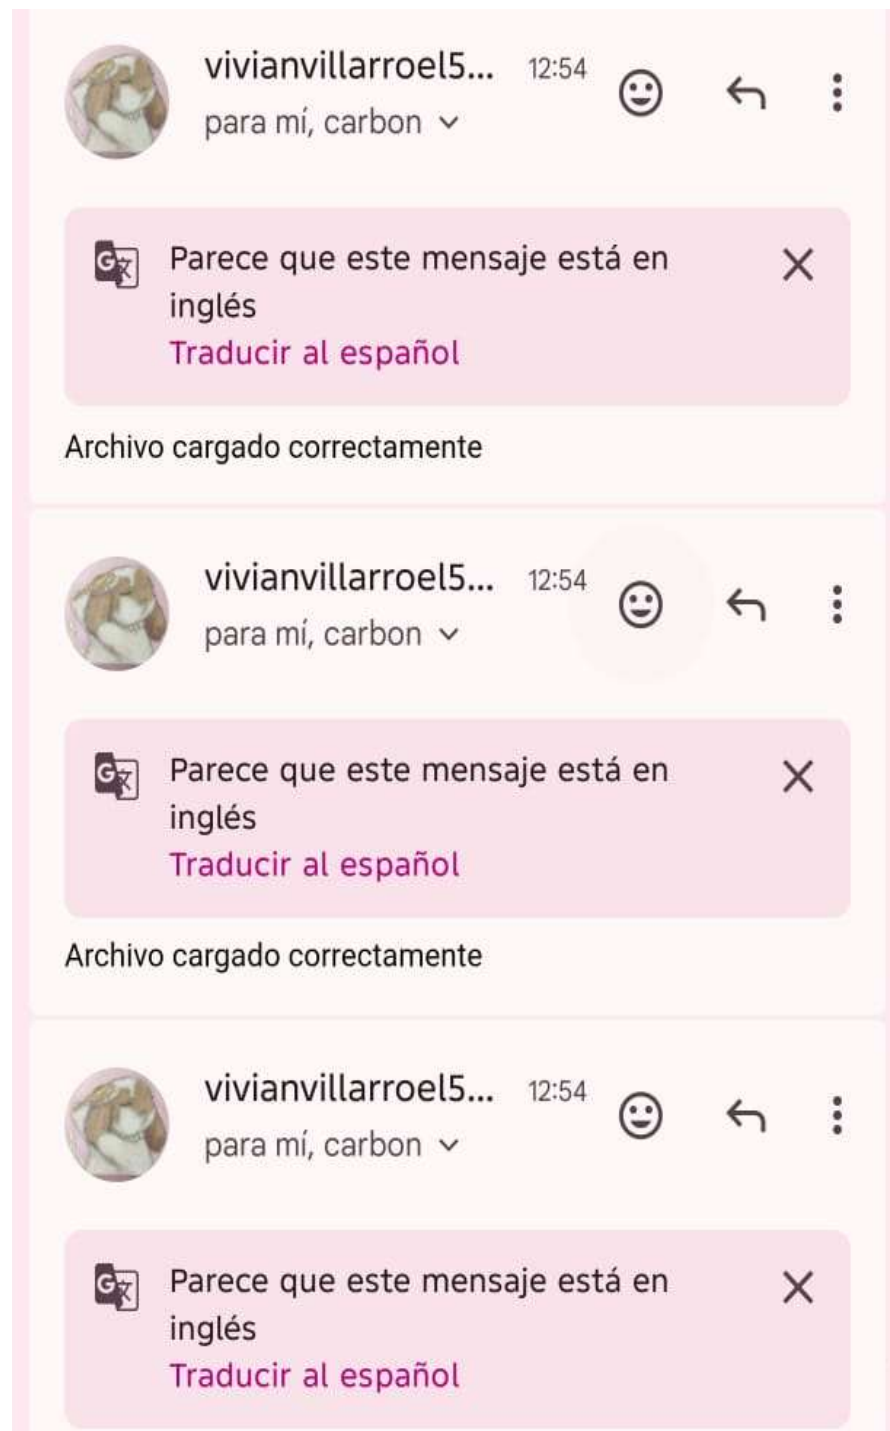 vivianvillarroel5... 12:54
para mí, carbon
Parece que este mensaje está en
inglés
Traducir al español
Archivo cargado correctamente
vivianvillarroel5... 12:54
para mí, carbon
Parece que este mensaje está en
inglés
Traducir al español
Archivo cargado correctamente
vivianvillarroel5... 12:54
para mí, carbon
Parece que este mensaje está en
inglés
Traducir al español